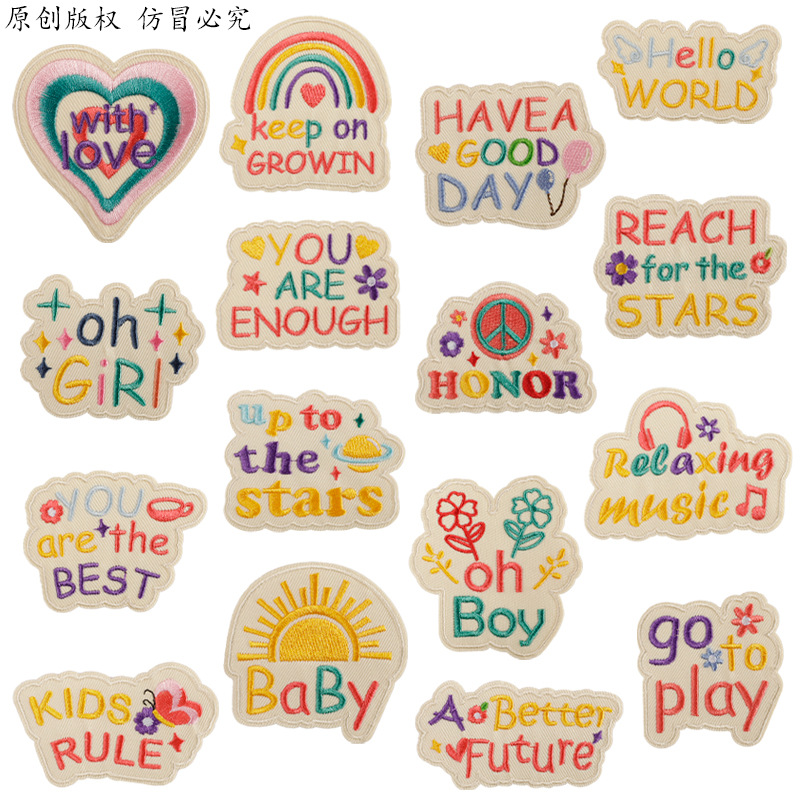 原创版权 仿冒必究
with
love
keep on
GROWIN
HAVE A
GOOD
DAY
Hello
WORLD
YOU
ARE
ENOUGH
REACH
for the
STARS
oh
GiRl
HONOR
up to
the
stars
Relaxing
music
YOU
are the
BEST
oh
Boy
BaBy
go to
play
KIDS
RULE
A Better
Future